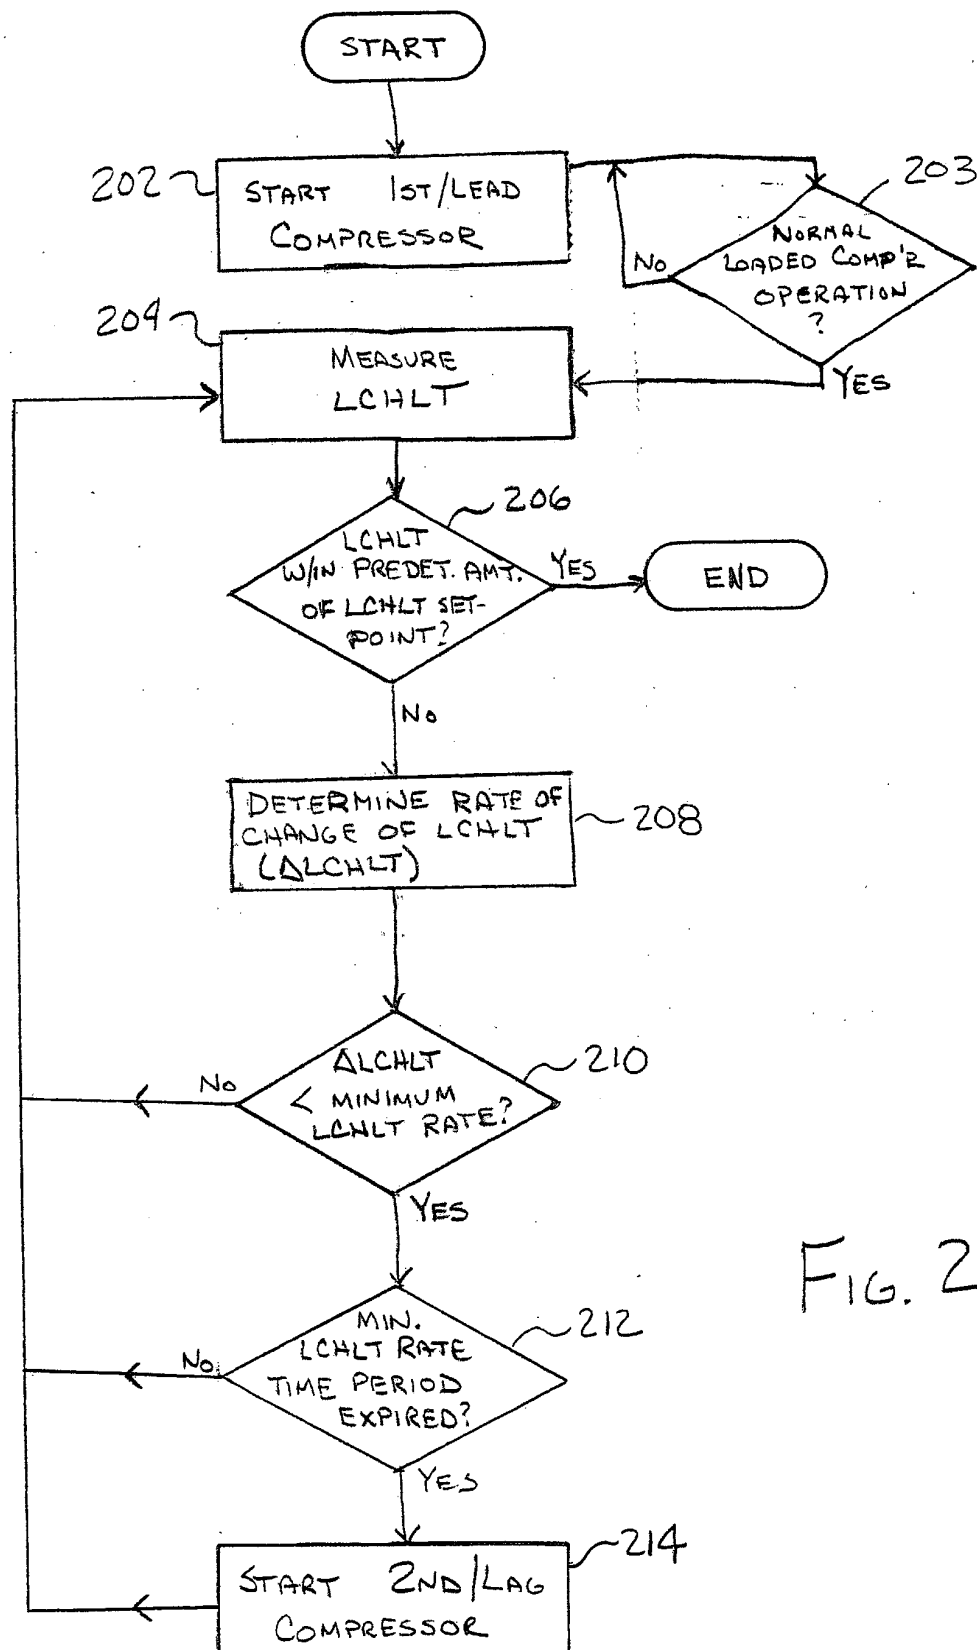 START
202
START 1ST/LEAD
COMPRESSOR
203
NORMAL
LOADED COMP'R
OPERATION
?
NO
YES
204
MEASURE
LCHLT
206
LCHLT
W/IN PREDET. AMT.
OF LCHLT SET-
POINT?
YES
END
NO
DETERMINE RATE OF
CHANGE OF LCHLT
(ΔLCHLT)
208
ΔLCHLT
< MINIMUM
LCHLT RATE?
210
NO
YES
MIN.
LCHLT RATE
TIME PERIOD
EXPIRED?
212
NO
YES
START 2ND/LAG
COMPRESSOR
214
FIG. 2